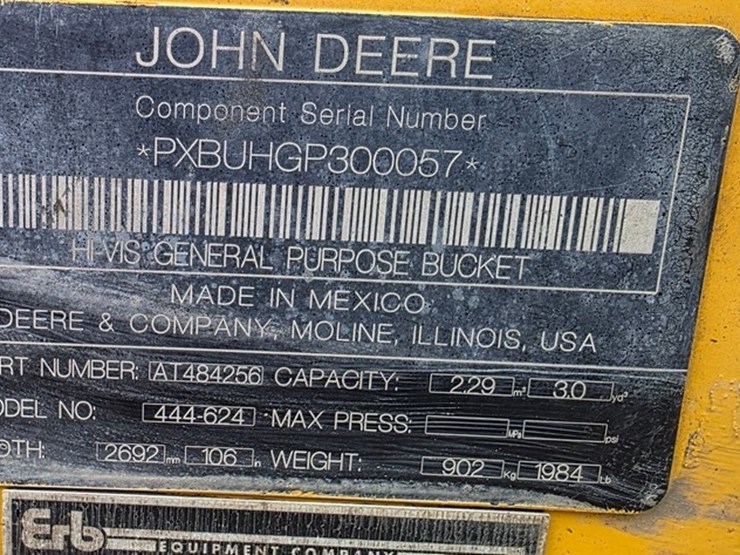 JOHN DEERE
Component Serial Number
*PXBUHGP300057*
HI-VIS GENERAL PURPOSE BUCKET
MADE IN MEXICO
DEERE & COMPANY, MOLINE, ILLINOIS, USA
RT NUMBER: AT484256 CAPACITY: 2.29 m³ 3.0 yd³
ODEL NO: 444-624 MAX PRESS: MPa psi
DTH: 2692 mm 106 in WEIGHT: 902 Kg 1984 Lb
Erb
EQUIPMENT COMPANY